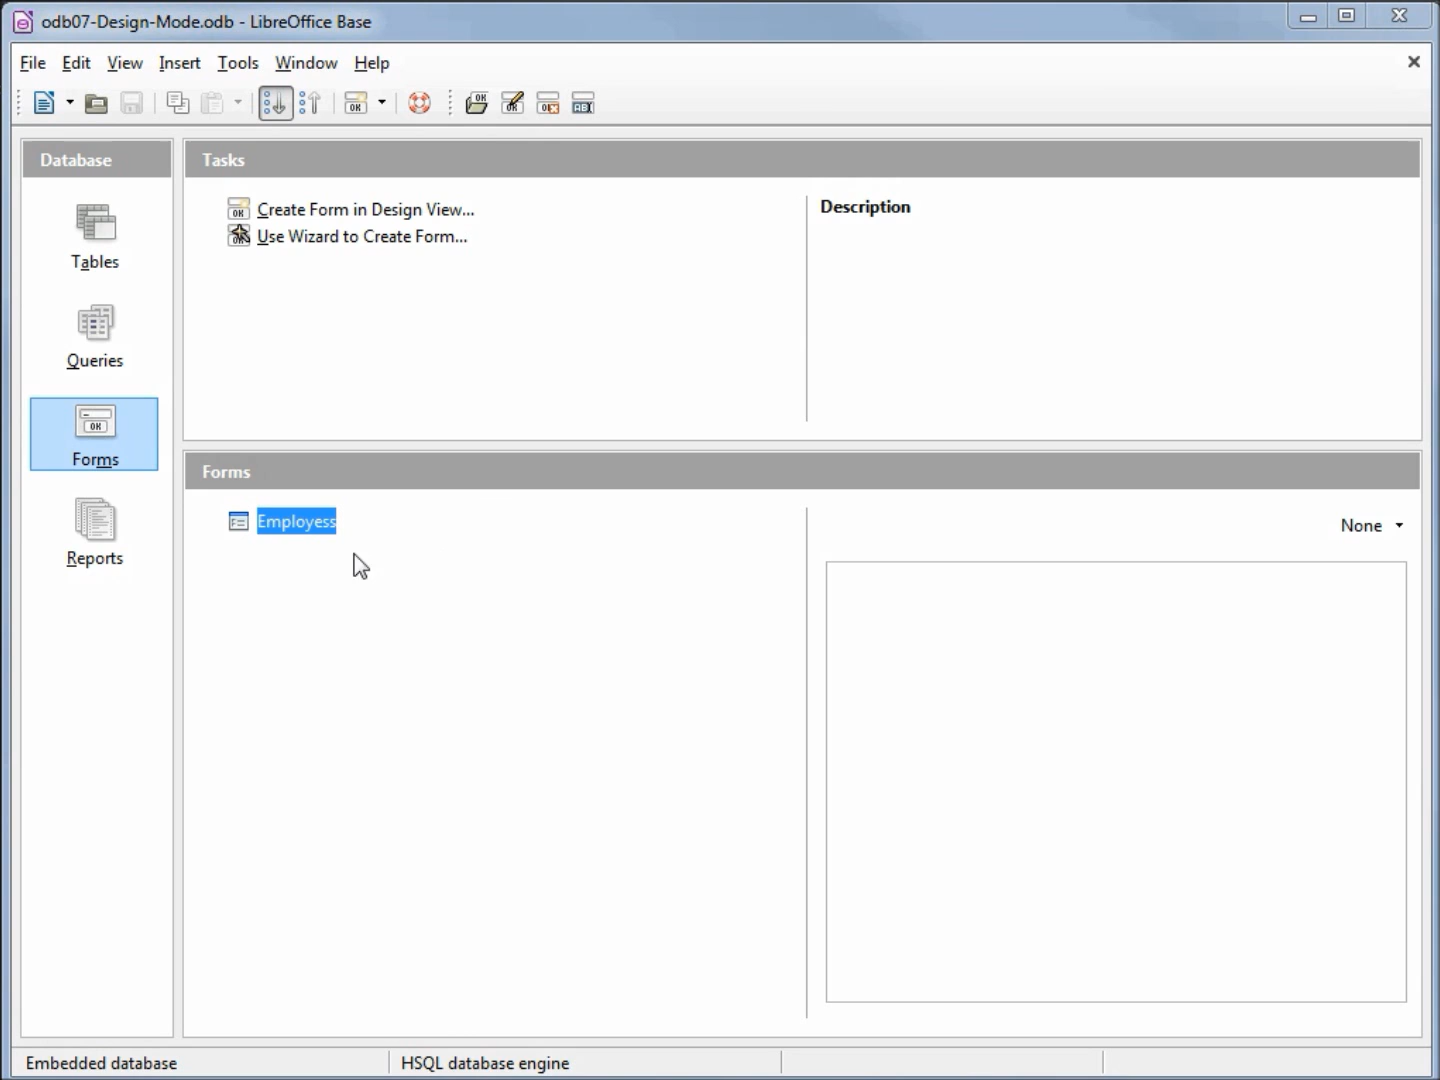 odb07-Design-Mode.odb - LibreOffice Base
File Edit View Insert Tools Window Help
Database
Tasks
Create Form in Design View...
Use Wizard to Create Form...
Description
Tables
Queries
Forms
Reports
Forms
Employess
None
Embedded database
HSQL database engine